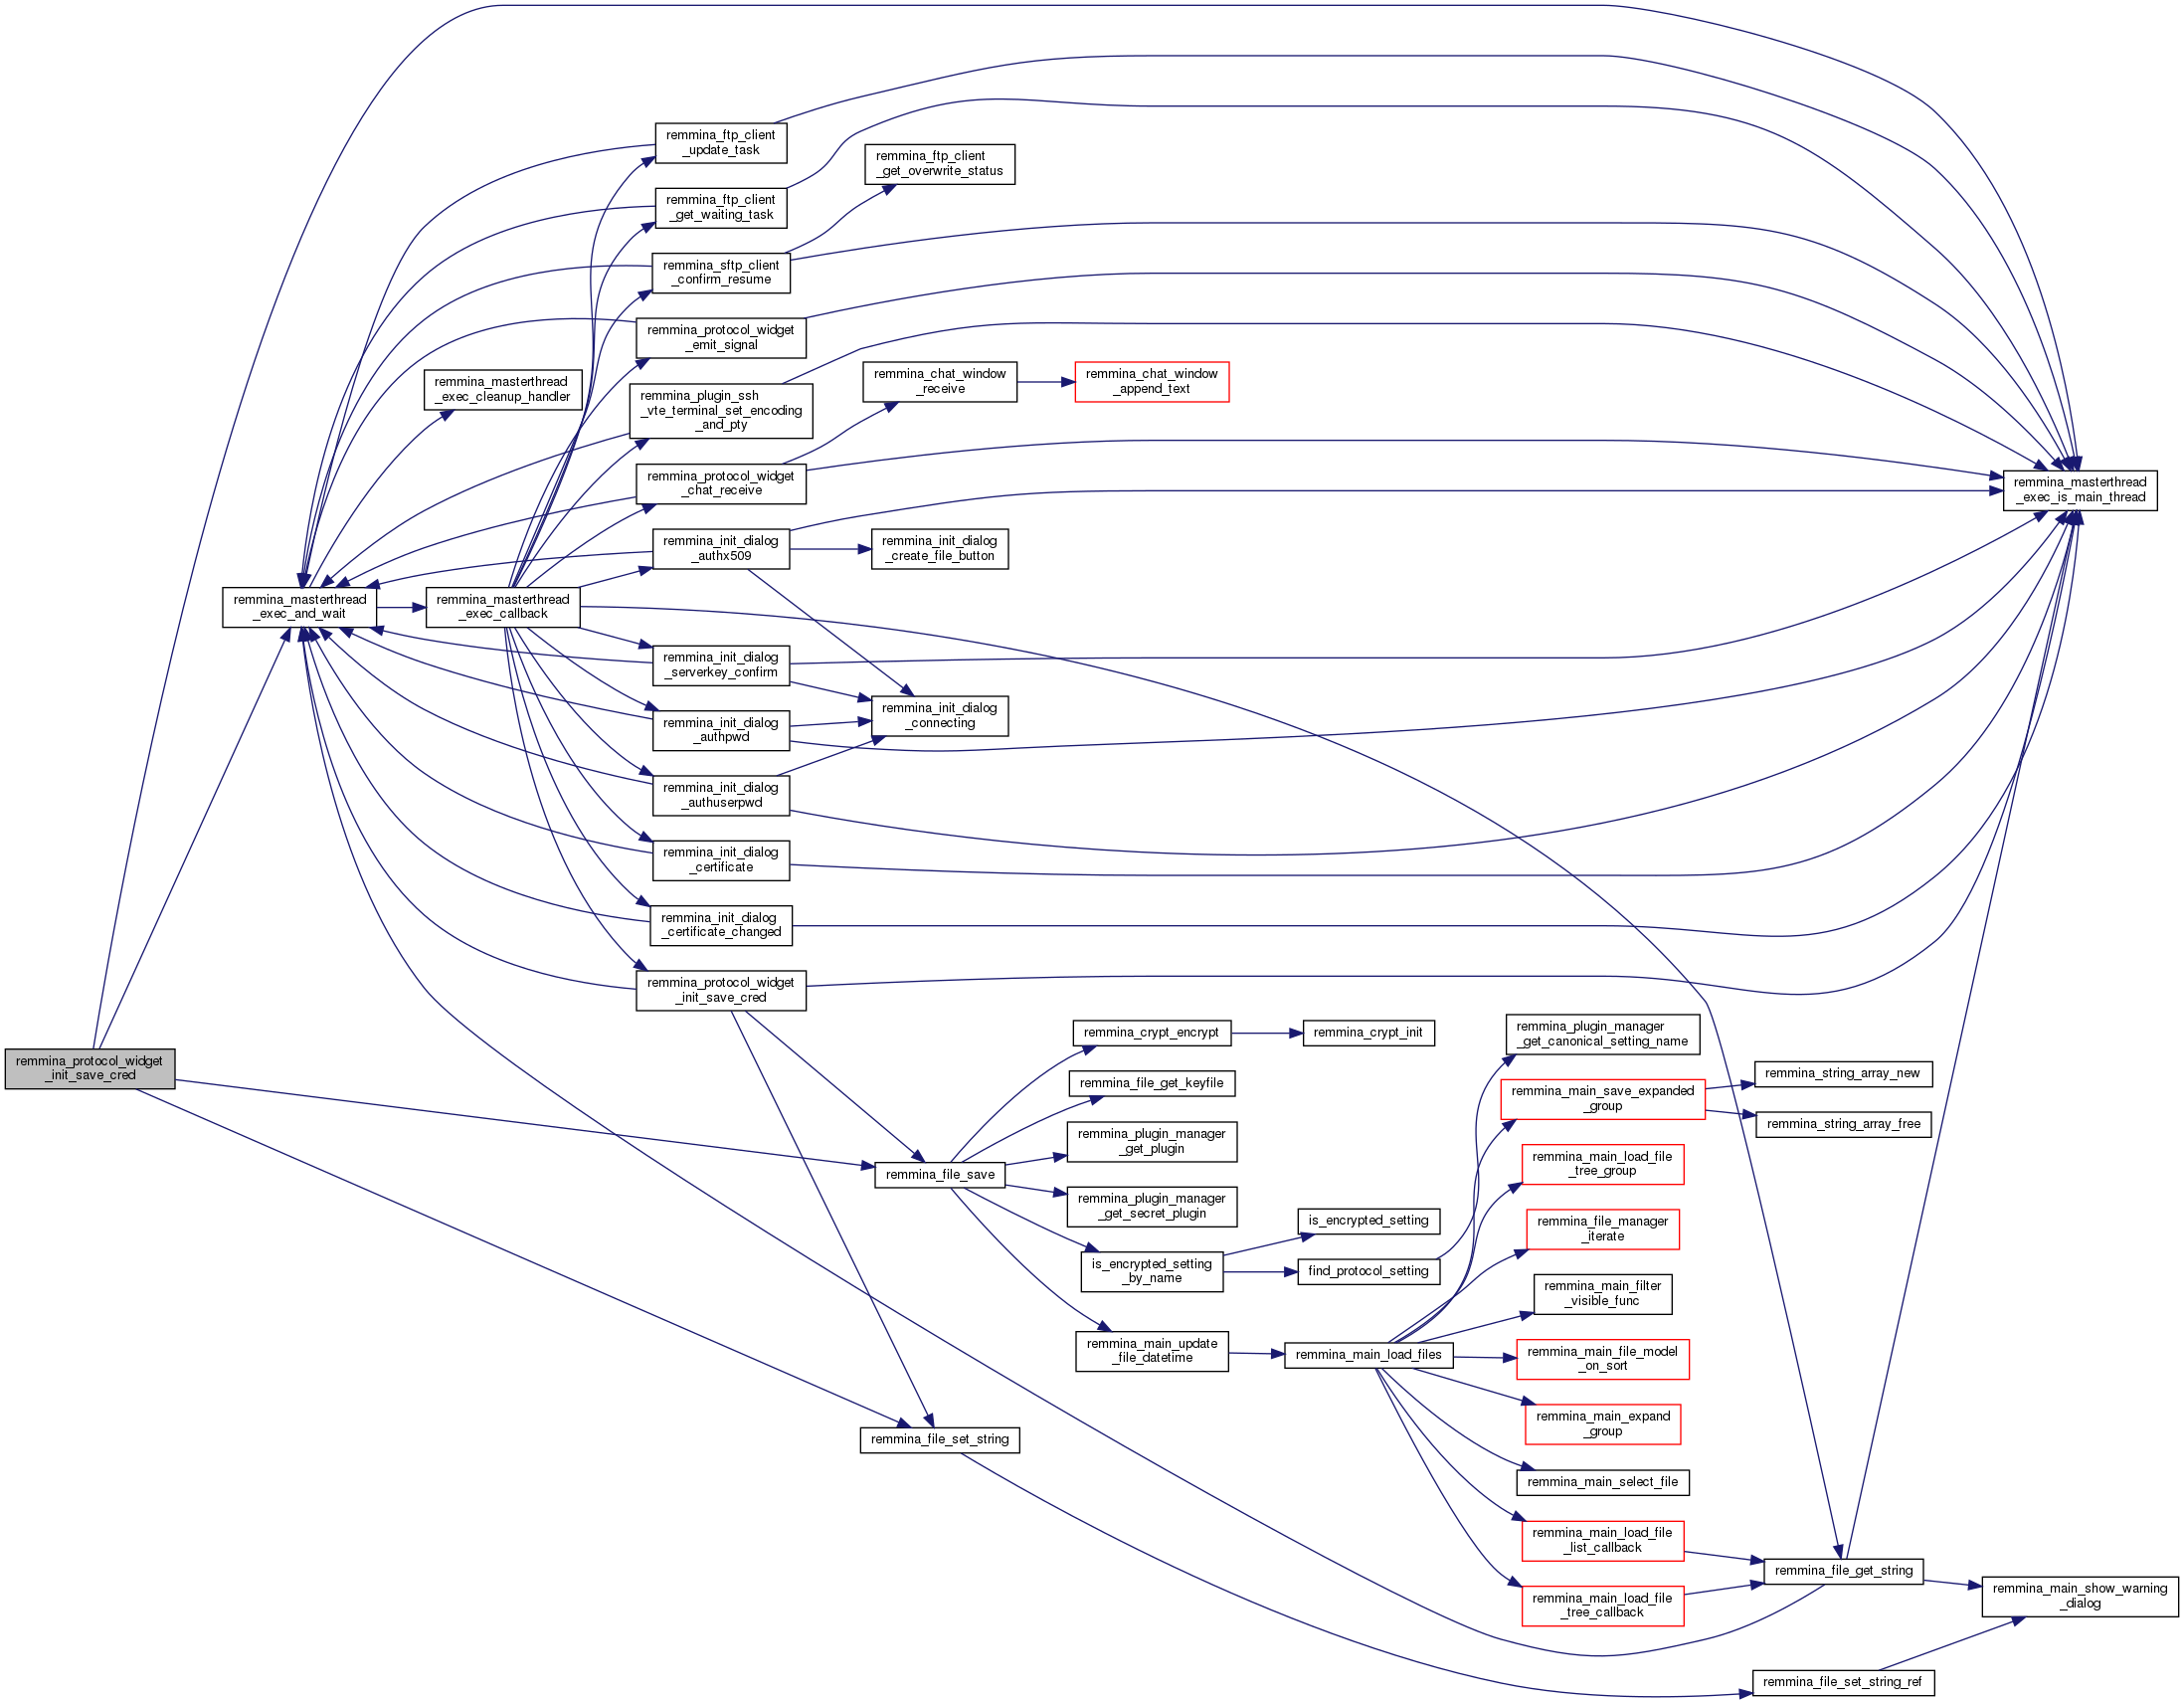 remmina_ftp_client
_update_task
remmina_ftp_client
_get_overwrite_status
remmina_ftp_client
_get_waiting_task
remmina_sftp_client
_confirm_resume
remmina_protocol_widget
_emit_signal
remmina_masterthread
_exec_cleanup_handler
remmina_plugin_ssh
_vte_terminal_set_encoding
_and_pty
remmina_chat_window
_receive
remmina_chat_window
_append_text
remmina_protocol_widget
_chat_receive
remmina_masterthread
_exec_is_main_thread
remmina_init_dialog
_authx509
remmina_init_dialog
_create_file_button
remmina_masterthread
_exec_and_wait
remmina_masterthread
_exec_callback
remmina_init_dialog
_serverkey_confirm
remmina_init_dialog
_connecting
remmina_init_dialog
_authpwd
remmina_init_dialog
_authuserpwd
remmina_init_dialog
_certificate
remmina_init_dialog
_certificate_changed
remmina_protocol_widget
_init_save_cred
remmina_protocol_widget
_init_save_cred
remmina_crypt_encrypt
remmina_crypt_init
remmina_plugin_manager
_get_canonical_setting_name
remmina_file_get_keyfile
remmina_main_save_expanded
_group
remmina_string_array_new
remmina_string_array_free
remmina_plugin_manager
_get_plugin
remmina_file_save
remmina_main_load_file
_tree_group
remmina_plugin_manager
_get_secret_plugin
is_encrypted_setting
remmina_file_manager
_iterate
is_encrypted_setting
_by_name
find_protocol_setting
remmina_main_filter
_visible_func
remmina_main_update
_file_datetime
remmina_main_load_files
remmina_main_file_model
_on_sort
remmina_main_expand
_group
remmina_file_set_string
remmina_main_select_file
remmina_main_load_file
_list_callback
remmina_file_get_string
remmina_main_load_file
_tree_callback
remmina_main_show_warning
_dialog
remmina_file_set_string_ref